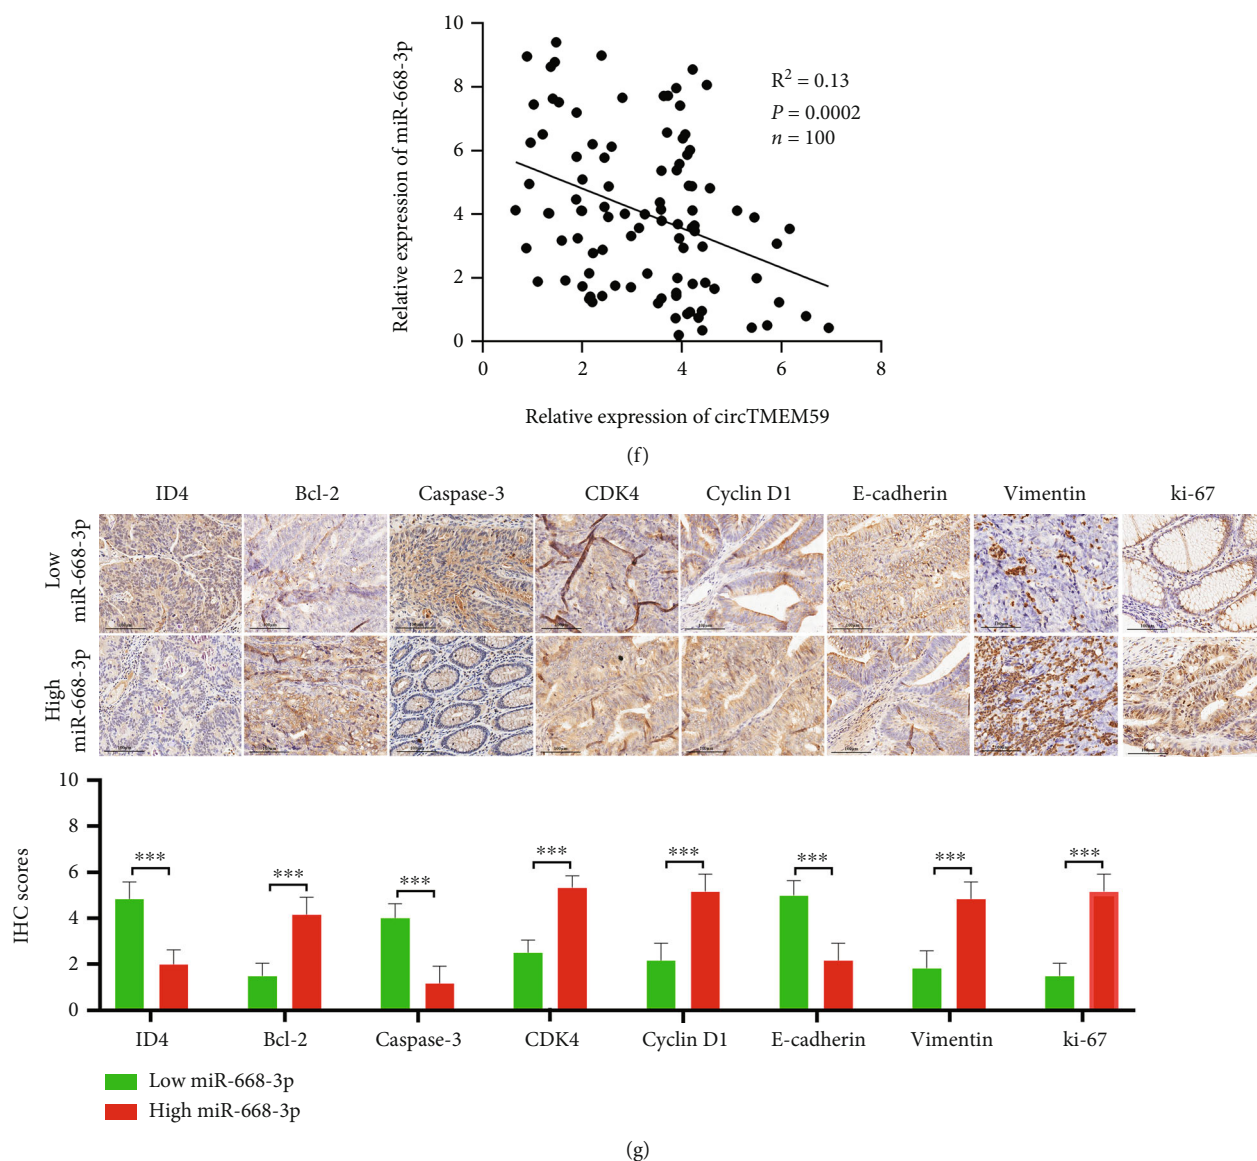 10
8
6
4
2
0
Relative expression of miR-668-3p
R² = 0.13
P = 0.0002
n = 100
0 2 4 6 8
Relative expression of circTMEM59
(f)
ID4 Bcl-2 Caspase-3 CDK4 Cyclin D1 E-cadherin Vimentin ki-67
Low
miR-668-3p
High
miR-668-3p
10
8
6
4
2
0
IHC scores
*** *** *** *** *** *** *** ***
ID4 Bcl-2 Caspase-3 CDK4 Cyclin D1 E-cadherin Vimentin ki-67
Low miR-668-3p
High miR-668-3p
(g)